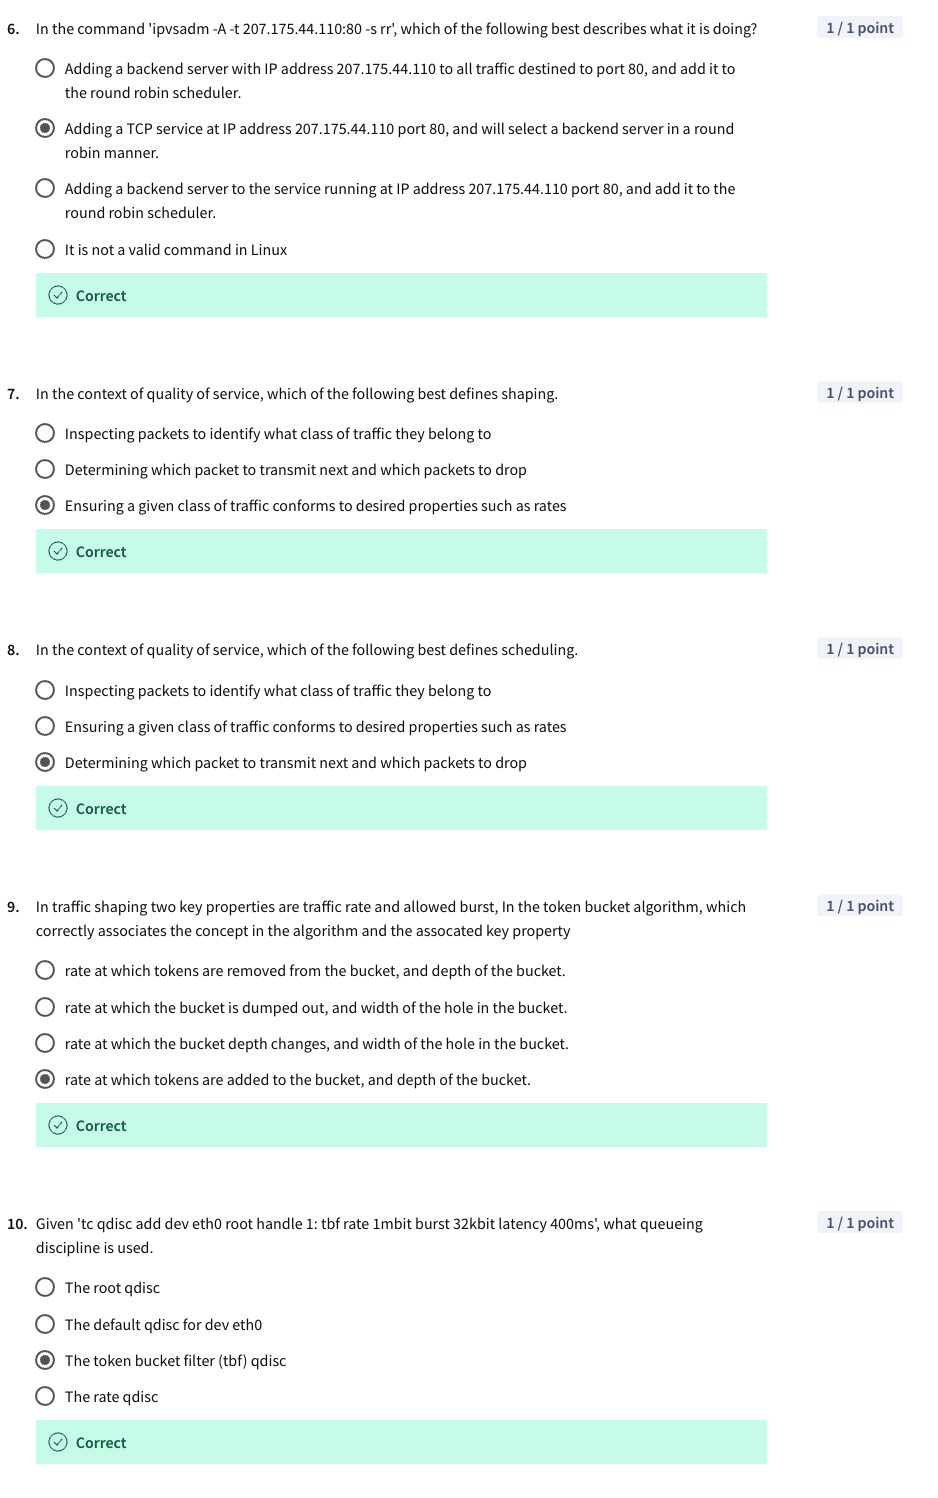 6. In the command 'ipvsadm -A -t 207.175.44.110:80 -s rr', which of the following best describes what it is doing?
1 / 1 point
Adding a backend server with IP address 207.175.44.110 to all traffic destined to port 80, and add it to
the round robin scheduler.
Adding a TCP service at IP address 207.175.44.110 port 80, and will select a backend server in a round
robin manner.
Adding a backend server to the service running at IP address 207.175.44.110 port 80, and add it to the
round robin scheduler.
It is not a valid command in Linux
Correct
7. In the context of quality of service, which of the following best defines shaping.
1 / 1 point
Inspecting packets to identify what class of traffic they belong to
Determining which packet to transmit next and which packets to drop
Ensuring a given class of traffic conforms to desired properties such as rates
Correct
8. In the context of quality of service, which of the following best defines scheduling.
1 / 1 point
Inspecting packets to identify what class of traffic they belong to
Ensuring a given class of traffic conforms to desired properties such as rates
Determining which packet to transmit next and which packets to drop
Correct
9. In traffic shaping two key properties are traffic rate and allowed burst, In the token bucket algorithm, which
1 / 1 point
correctly associates the concept in the algorithm and the assocated key property
rate at which tokens are removed from the bucket, and depth of the bucket.
rate at which the bucket is dumped out, and width of the hole in the bucket.
rate at which the bucket depth changes, and width of the hole in the bucket.
rate at which tokens are added to the bucket, and depth of the bucket.
Correct
10. Given 'tc qdisc add dev eth0 root handle 1: tbf rate 1mbit burst 32kbit latency 400ms', what queueing
1 / 1 point
discipline is used.
The root qdisc
The default qdisc for dev eth0
The token bucket filter (tbf) qdisc
The rate qdisc
Correct